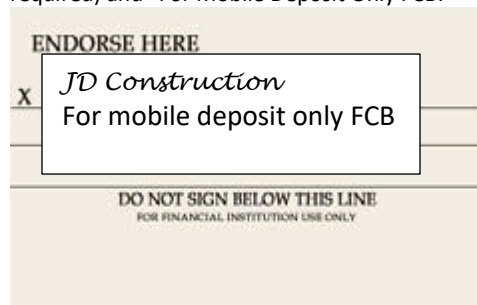 required) and "For Mobile Deposit Only FCB."
ENDORSE HERE
X
JD Construction
For mobile deposit only FCB
DO NOT SIGN BELOW THIS LINE
FOR FINANCIAL INSTITUTION USE ONLY